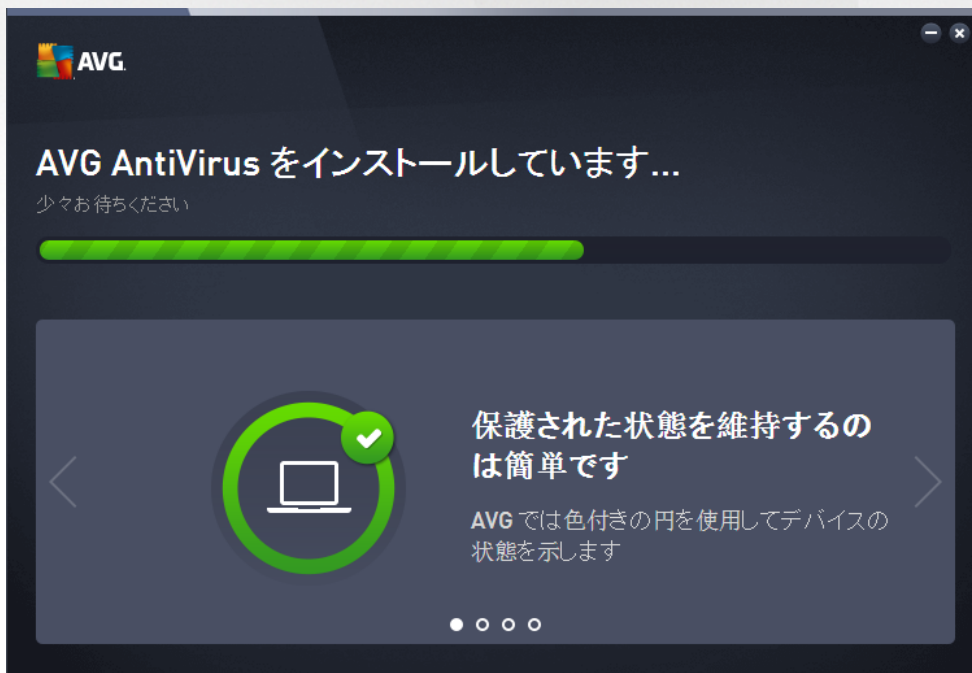 AVG
AVG AntiVirus をインストールしています...
少々お待ちください
保護された状態を維持するの
は簡単です
AVG では色付きの円を使用してデバイスの
状態を示します